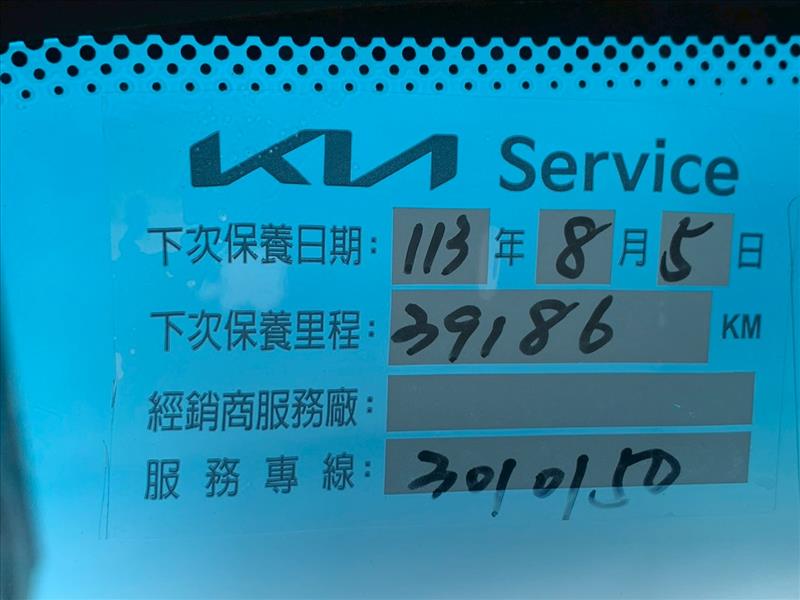 KIA Service
下次保養日期：113年8月5日
下次保養里程：39186 KM
經銷商服務廠：
服務專線：3010150